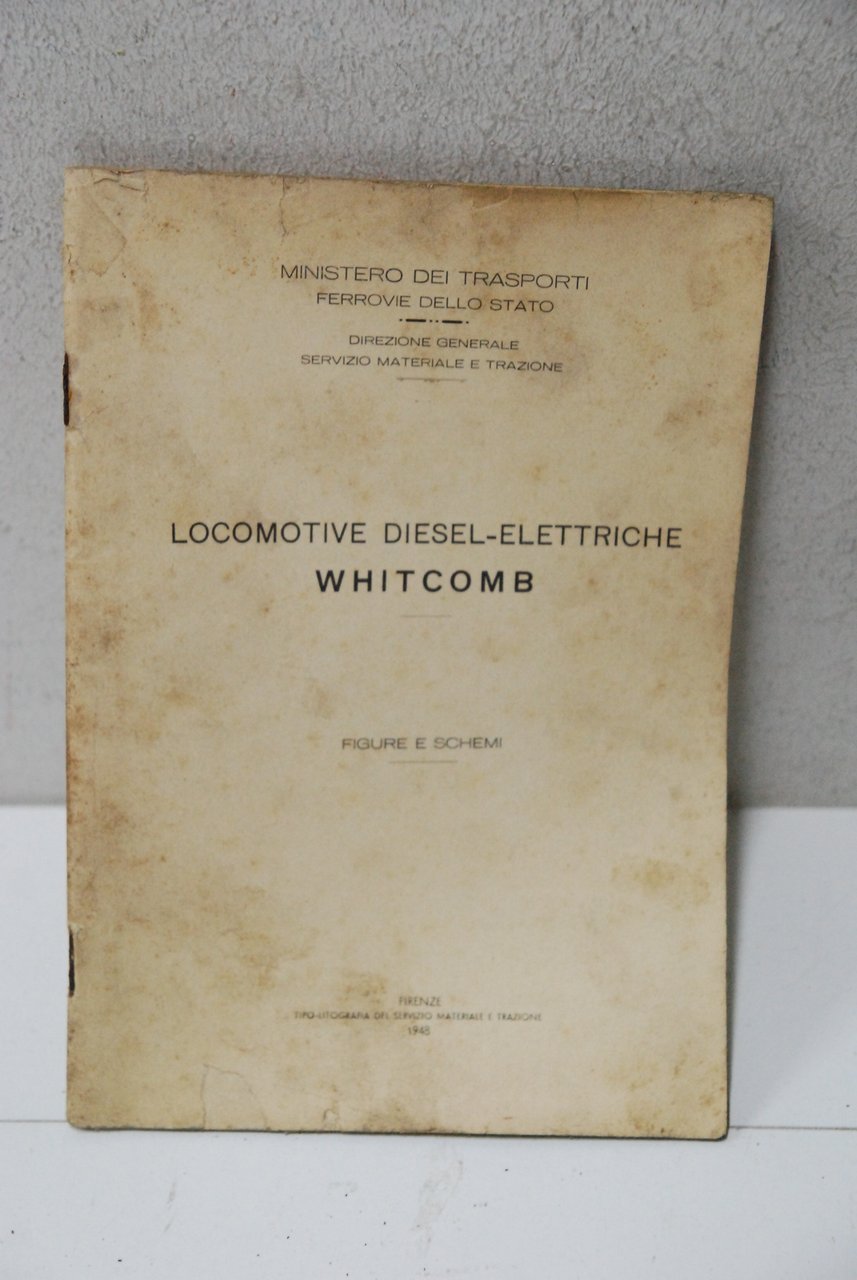 MINISTERO DEI TRASPORTI
FERROVIE DELLO STATO
DIREZIONE GENERALE
SERVIZIO MATERIALE E TRAZIONE
LOCOMOTIVE DIESEL-ELETTRICHE
WHITCOMB
FIGURE E SCHEMI
FIRENZE
TIPO-LITOGRAFIA DEL SERVIZIO MATERIALE E TRAZIONE
1948